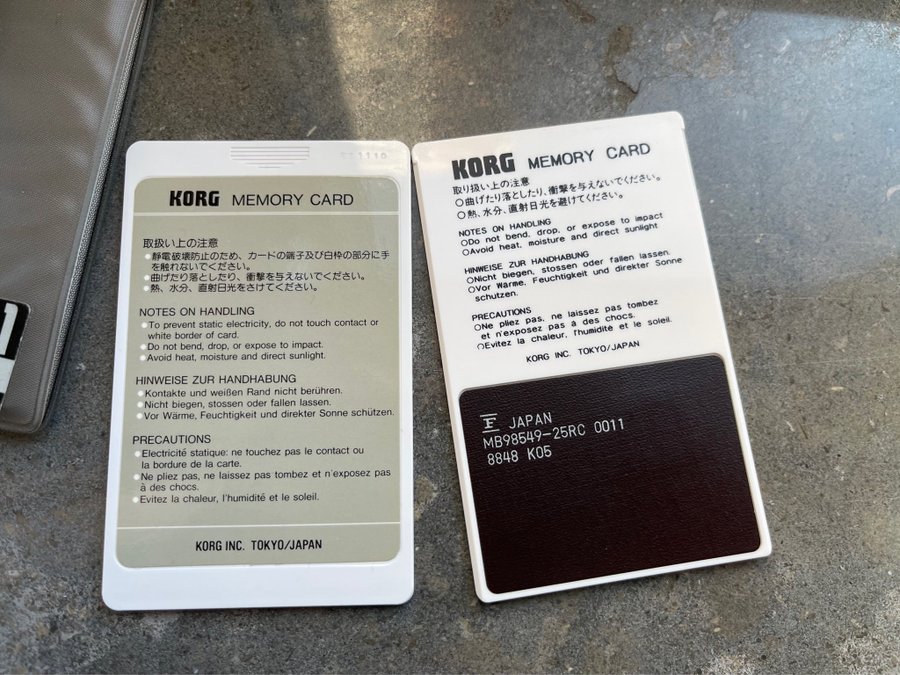 KORG MEMORY CARD
取扱い上の注意
●静電破壊防止のため、カードの端子及び白枠の部分に手
を触れないでください。
●曲げたり落としたり、衝撃を与えないでください。
●熱、水分、直射日光をさけてください。
NOTES ON HANDLING
●To prevent static electricity, do not touch contact or
white border of card.
●Do not bend, drop, or expose to impact.
●Avoid heat, moisture and direct sunlight.
HINWEISE ZUR HANDHABUNG
●Kontakte und weißen Rand nicht berühren.
●Nicht biegen, stossen oder fallen lassen.
●Vor Wärme, Feuchtigkeit und direkter Sonne schützen.
PRECAUTIONS
●Electricité statique: ne touchez pas le contact ou
la bordure de la carte.
●Ne pliez pas, ne laissez pas tombez et n'exposez pas
à des chocs.
●Evitez la chaleur, l'humidité et le soleil.
KORG INC. TOKYO/JAPAN
KORG MEMORY CARD
取り扱い上の注意
○曲げたり落としたり、衝撃を与えないでください。
○熱、水分、直射日光を避けてください。
NOTES ON HANDLING
○Do not bend, drop, or expose to impact
○Avoid heat, moisture and direct sunlight
HINWEISE ZUR HANDHABUNG
○Nicht biegen, stossen oder fallen lassen.
○Vor Wärme, Feuchtigkeit und direkter Sonne
schutzen.
PRECAUTIONS
○Ne pliez pas, ne laissez pas tombez
et n'exposez pas à des chocs.
○Evitez la chaleur, l'humidité et le soleil.
KORG INC. TOKYO/JAPAN
JAPAN
MB98549-25RC 0011
8848 K05